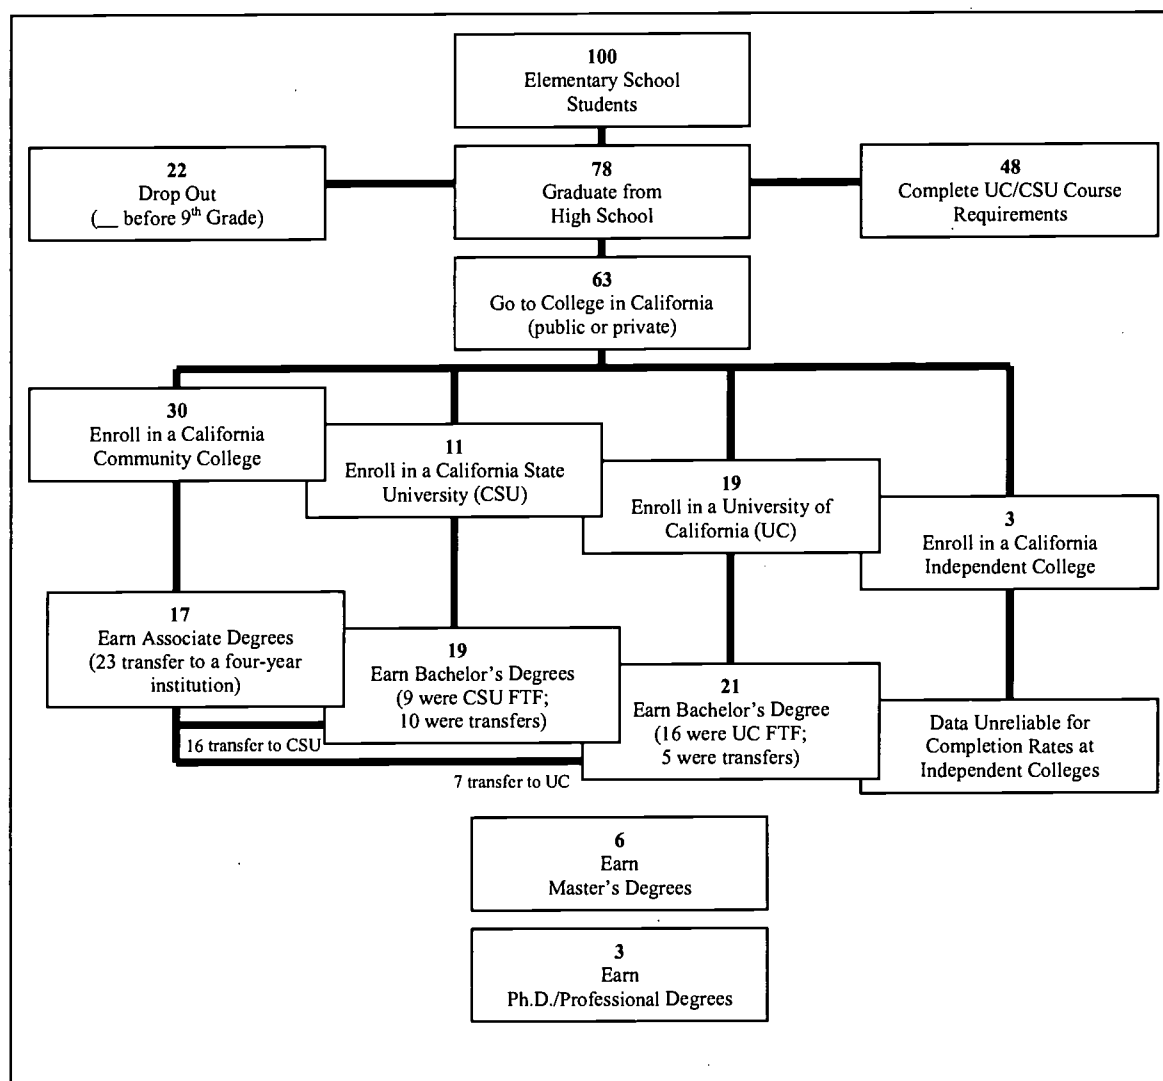 100
Elementary School
Students
22
Drop Out
(__ before 9th Grade)
78
Graduate from
High School
48
Complete UC/CSU Course
Requirements
63
Go to College in California
(public or private)
30
Enroll in a California
Community College
11
Enroll in a California State
University (CSU)
19
Enroll in a University of
California (UC)
3
Enroll in a California
Independent College
17
Earn Associate Degrees
(23 transfer to a four-year
institution)
19
Earn Bachelor's Degrees
(9 were CSU FTF;
10 were transfers)
21
Earn Bachelor's Degree
(16 were UC FTF;
5 were transfers)
Data Unreliable for
Completion Rates at
Independent Colleges
16 transfer to CSU
7 transfer to UC
6
Earn
Master's Degrees
3
Earn
Ph.D./Professional Degrees